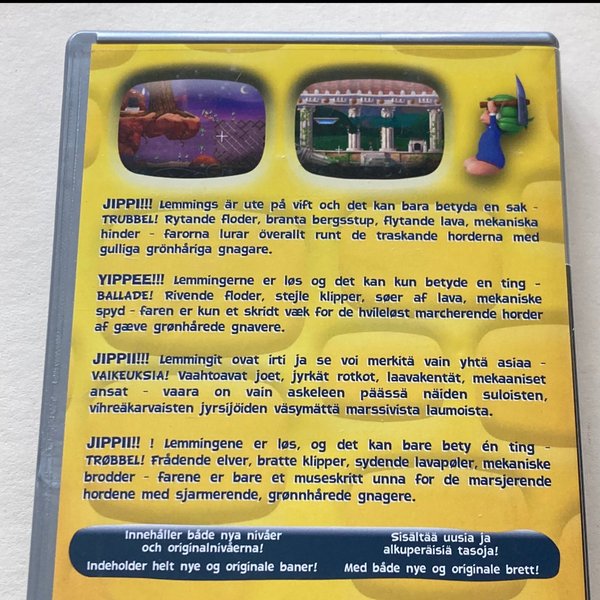 JIPPI!!! Lemmings är ute på vift och det kan bara betyda en sak -
TRUBBEL! Rytande floder, branta bergsstup, flytande lava, mekaniska
hinder - farorna lurar överallt runt de traskande horderna med
gulliga grönhåriga gnagare.
YIPPEE!!! Lemmingerne er løs og det kan kun betyde en ting -
BALLADE! Rivende floder, stejle klipper, søer af lava, mekaniske
spyd - faren er kun et skridt væk for de hvileløst marcherende horder
af gæve grønhårede gnavere.
JIPPII!!! Lemmingit ovat irti ja se voi merkitä vain yhtä asiaa -
VAIKEUKSIA! Vaahtoavat joet, jyrkät rotkot, laavakentät, mekaaniset
ansat - vaara on vain askeleen päässä näiden suloisten,
vihreäkarvaisten jyrsijöiden väsymättä marssivista laumoista.
JIPPII!! ! Lemmingene er løs, og det kan bare bety én ting -
TRØBBEL! Frådende elver, bratte klipper, sydende lavapøler, mekaniske
brodder - farene er bare et museskritt unna for de marsjerende
hordene med sjarmerende, grønnhårede gnagere.
Innehåller både nya nivåer
och originalnivåerna!
Sisältää uusia ja
alkuperäisiä tasoja!
Indeholder helt nye og originale baner!
Med både nye og originale brett!